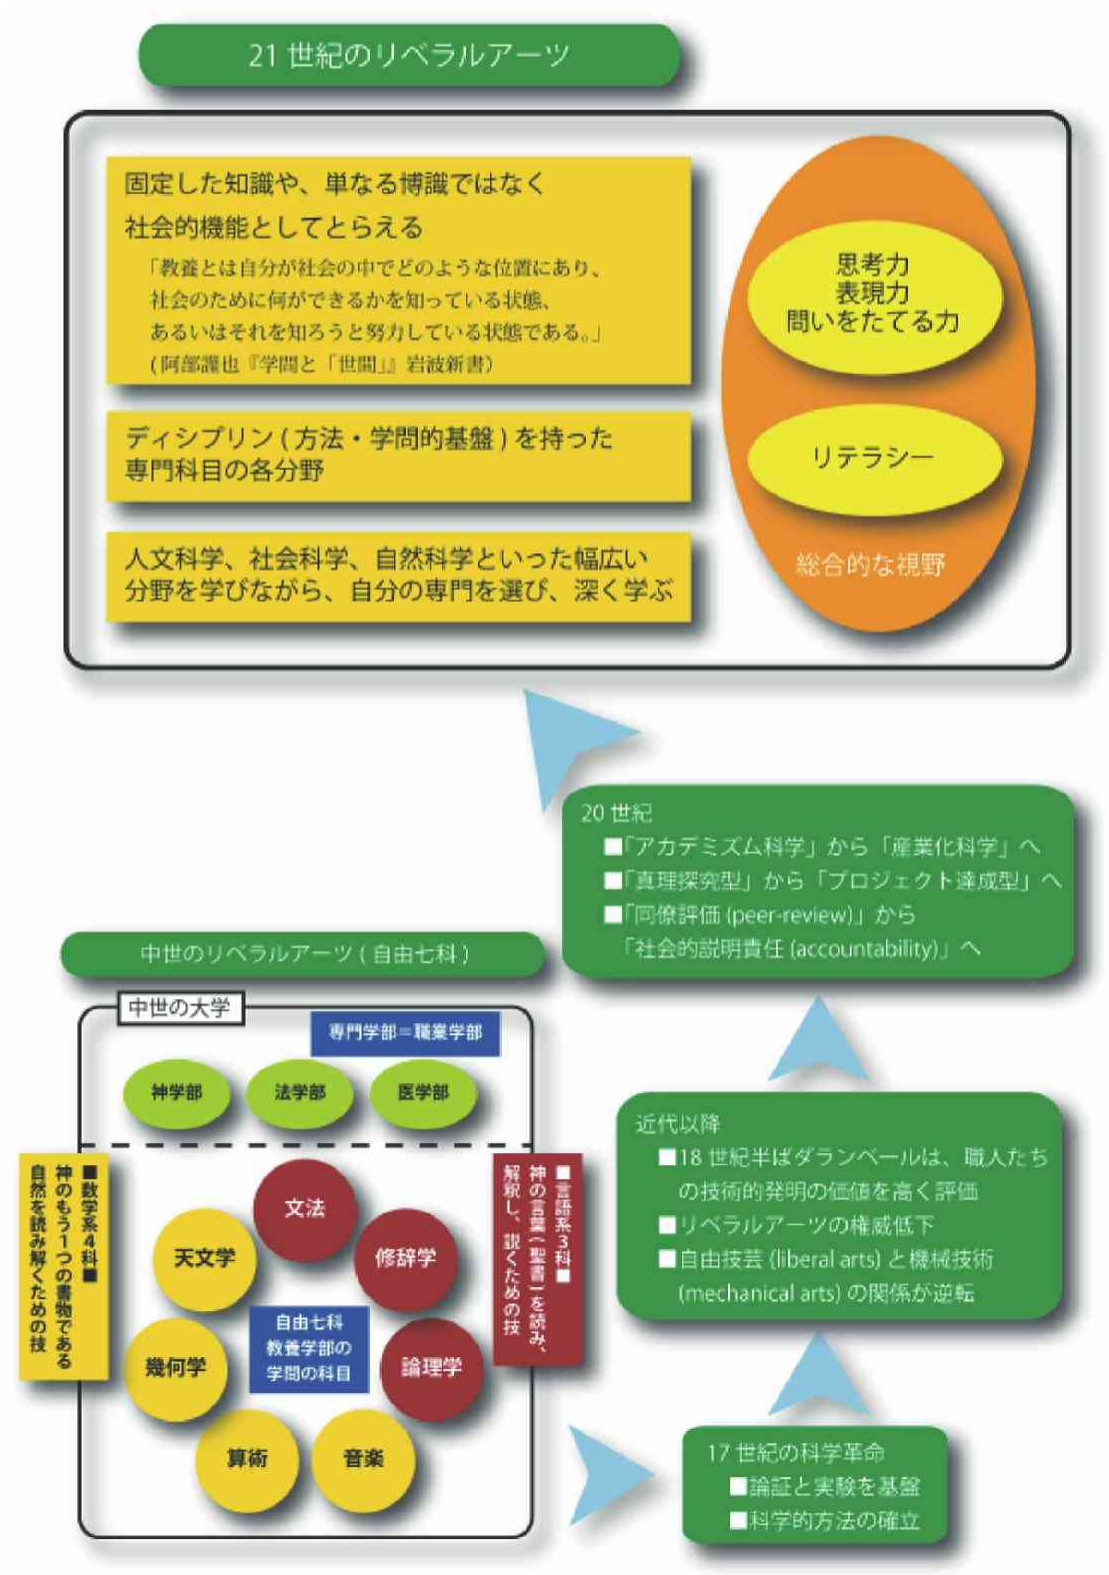 21 世紀のリベラルアーツ
固定した知識や、単なる博識ではなく
社会的機能としてとらえる
「教養とは自分が社会の中でどのような位置にあり、
社会のために何ができるかを知っている状態、
あるいはそれを知ろうと努力している状態である。」
(阿部謹也『学問と「世間」』岩波新書)
ディシプリン ( 方法・学問的基盤 ) を持った
専門科目の各分野
人文科学、社会科学、自然科学といった幅広い
分野を学びながら、自分の専門を選び、深く学ぶ
思考力
表現力
問いをたてる力
リテラシー
総合的な視野
20 世紀
■「アカデミズム科学」から「産業化科学」へ
■「真理探究型」から「プロジェクト達成型」へ
■「同僚評価 (peer-review)」から
「社会的説明責任 (accountability)」へ
中世のリベラルアーツ ( 自由七科 )
中世の大学
専門学部＝職業学部
神学部
法学部
医学部
■数学系4科■
神のもう1つの書物である
自然を読み解くための技
■言語系3科■
神の言葉(聖書)を読み、
解釈し、説くための技
文法
修辞学
論理学
音楽
算術
幾何学
天文学
自由七科
教養学部の
学問の科目
近代以降
■18 世紀半ばダランベールは、職人たち
の技術的発明の価値を高く評価
■リベラルアーツの権威低下
■自由技芸 (liberal arts) と機械技術
(mechanical arts) の関係が逆転
17 世紀の科学革命
■論証と実験を基盤
■科学的方法の確立